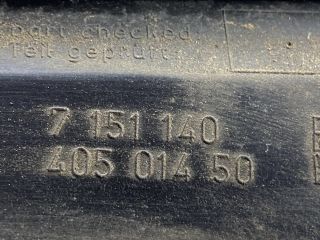 part checked:
Teil geprüft:
7 151 140
405 014 50